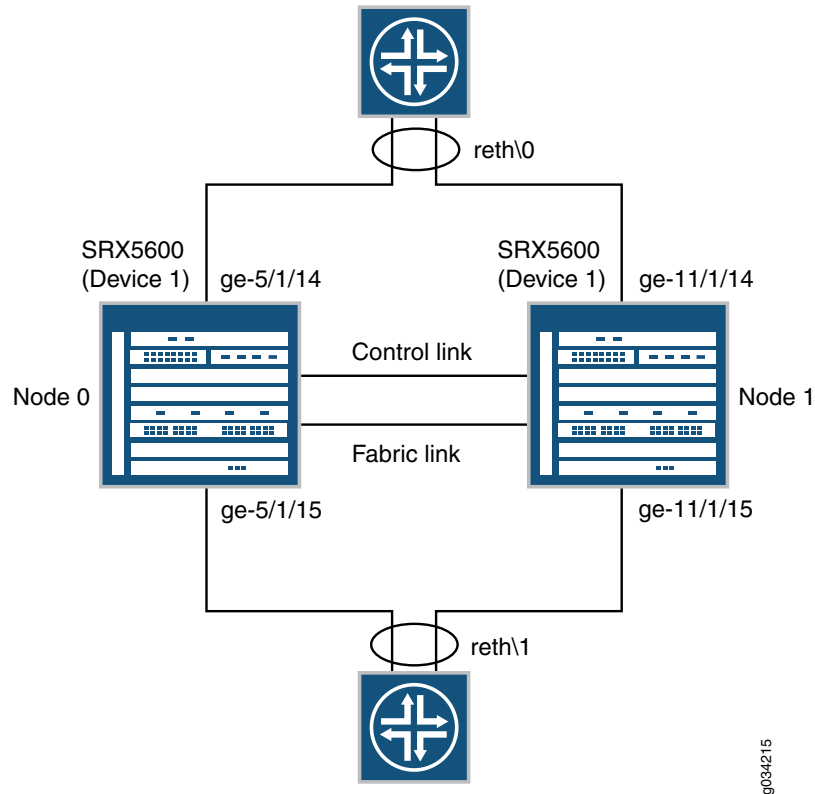 reth\0
SRX5600
(Device 1)
ge-5/1/14
SRX5600
(Device 1)
ge-11/1/14
Control link
Node 0
Node 1
Fabric link
ge-5/1/15
ge-11/1/15
reth\1
g034215